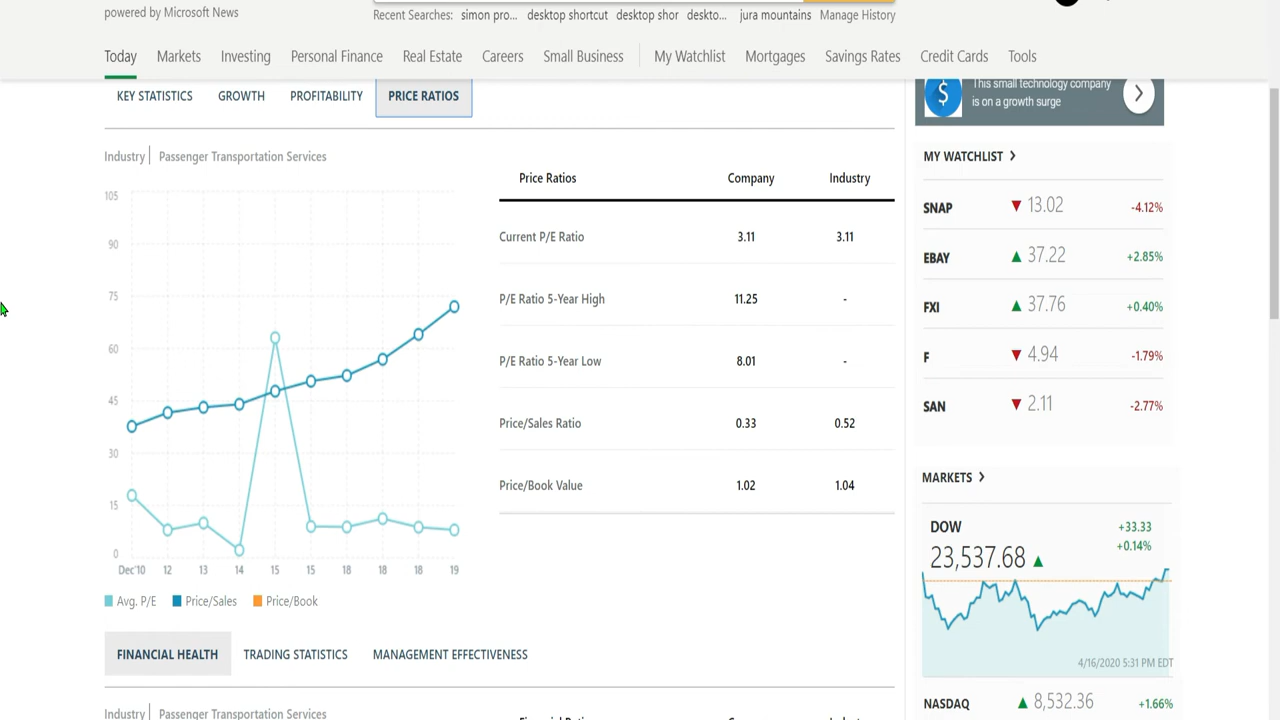 powered by Microsoft News
Recent Searches: simon pro... desktop shortcut desktop shor deskto... jura mountains Manage History
Today Markets Investing Personal Finance Real Estate Careers Small Business My Watchlist Mortgages Savings Rates Credit Cards Tools
KEY STATISTICS GROWTH PROFITABILITY PRICE RATIOS
This small technology company
is on a growth surge
Industry | Passenger Transportation Services
105
90
75
60
45
30
15
0
Dec'10 12 13 14 15 15 18 18 18 19
Avg. P/E Price/Sales Price/Book
Price Ratios Company Industry
Current P/E Ratio 3.11 3.11
P/E Ratio 5-Year High 11.25 -
P/E Ratio 5-Year Low 8.01 -
Price/Sales Ratio 0.33 0.52
Price/Book Value 1.02 1.04
MY WATCHLIST >
SNAP ▼ 13.02 -4.12%
EBAY ▲ 37.22 +2.85%
FXI ▲ 37.76 +0.40%
F ▼ 4.94 -1.79%
SAN ▼ 2.11 -2.77%
MARKETS >
DOW +33.33
23,537.68 ▲ +0.14%
4/16/2020 5:31 PM EDT
NASDAQ ▲ 8,532.36 +1.66%
FINANCIAL HEALTH TRADING STATISTICS MANAGEMENT EFFECTIVENESS
Industry | Passenger Transportation Services